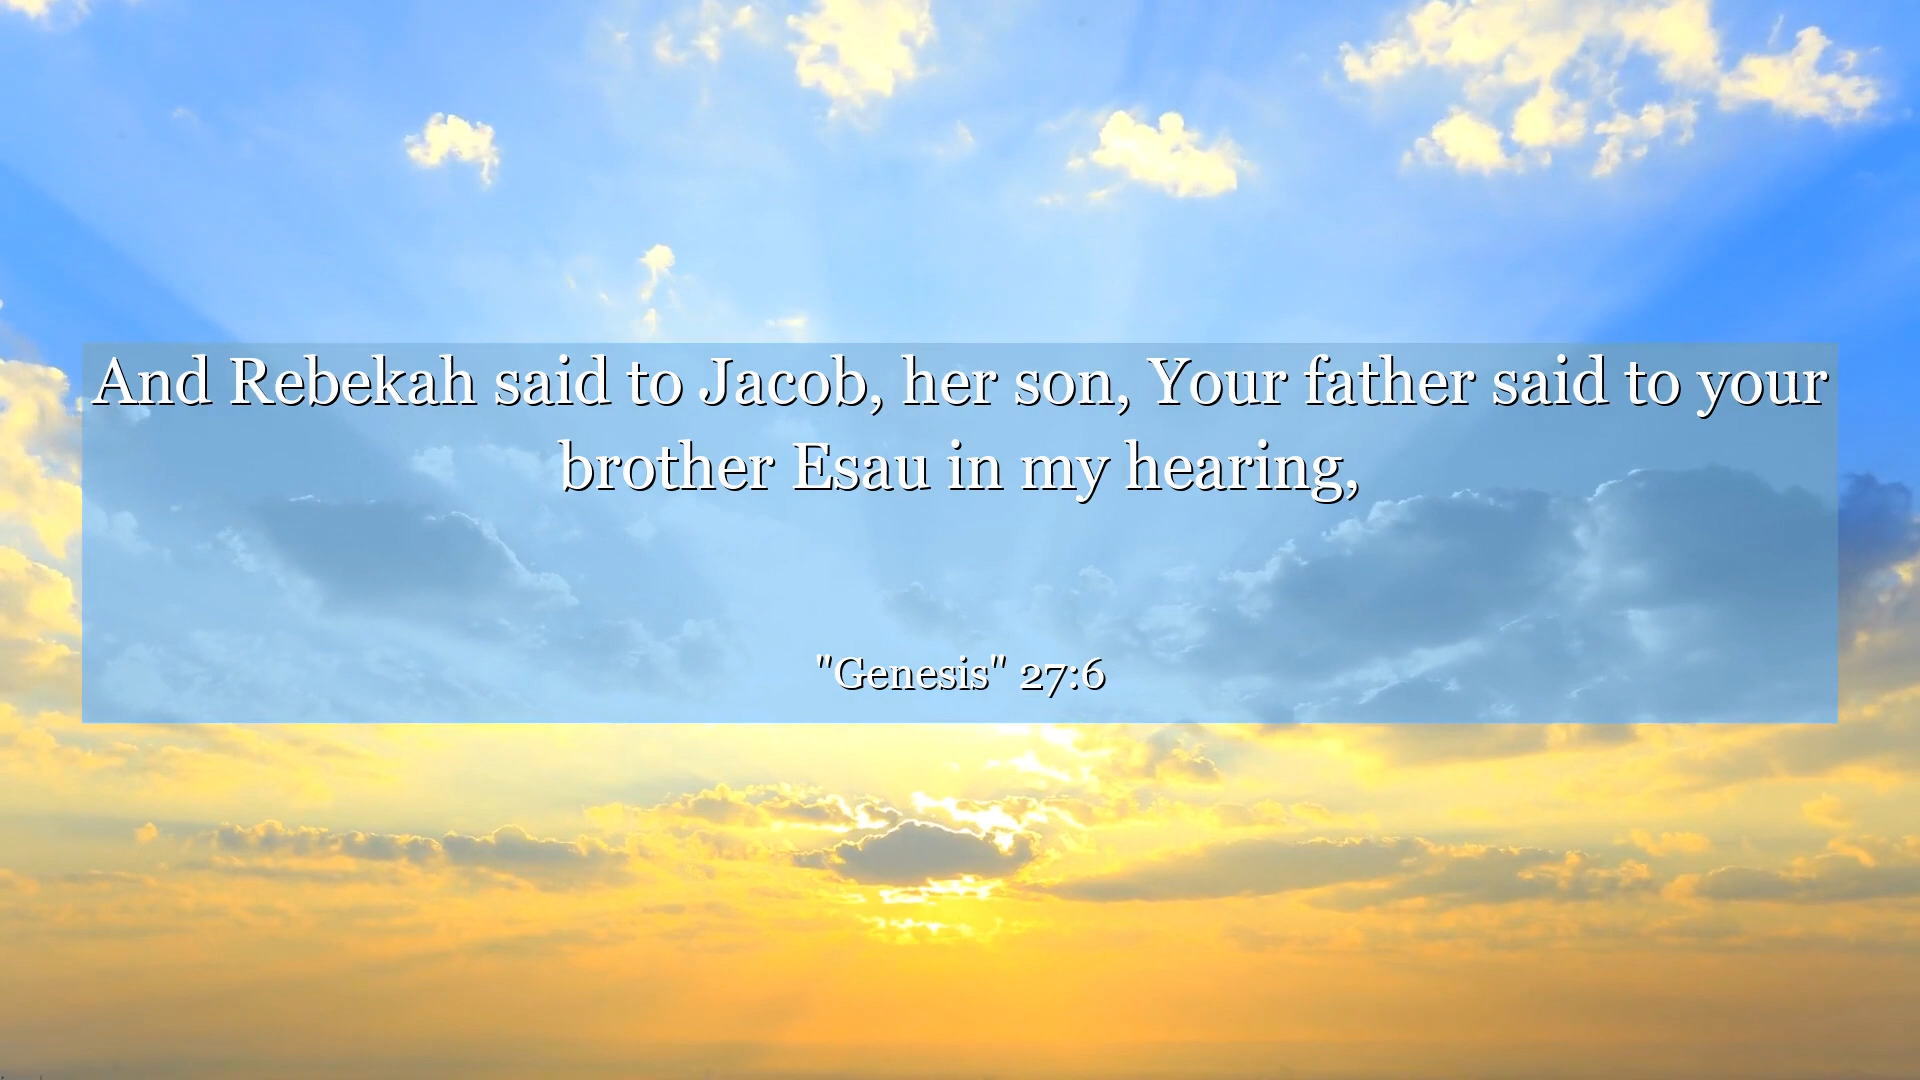 And Rebekah said to Jacob, her son, Your father said to your
brother Esau in my hearing,
"Genesis" 27:6